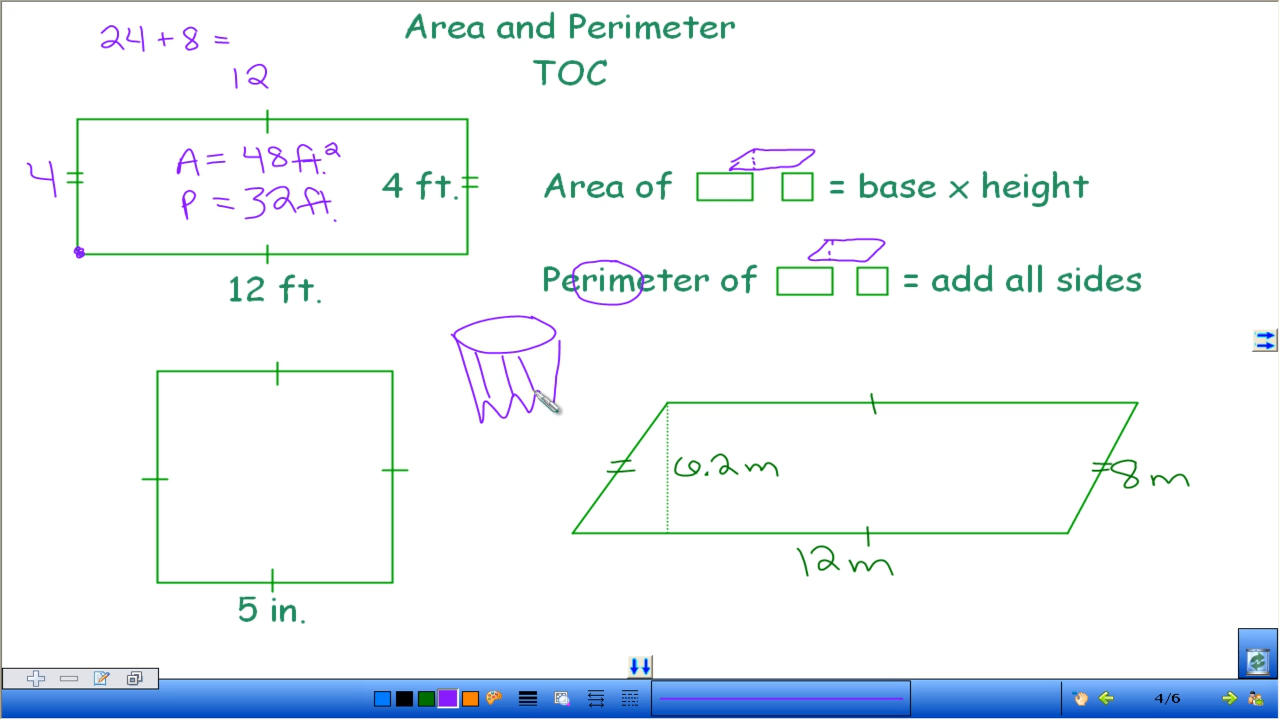 Area and Perimeter
TOC
24 + 8 =
12
4
A = 48 ft.²
P = 32 ft.
4 ft.
12 ft.
Area of = base x height
Perimeter of = add all sides
5 in.
6.2 m
8 m
12 m
4/6